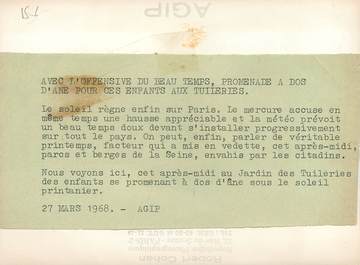 157
AGIP
AVEC L'OFFENSIVE DU BEAU TEMPS, PROMENADE A DOS
D'ANE POUR CES ENFANTS AUX TUILERIES.
Le soleil règne enfin sur Paris. Le mercure accuse en
même temps une hausse appréciable et la météo prévoit
un beau temps doux devant s'installer progressivement
sur tout le pays. On peut, enfin, parler de véritable
printemps, facteur qui a mis en vedette, cet après-midi,
parcs et berges de la Seine, envahis par les citadins.
Nous voyons ici, cet après-midi au Jardin des Tuileries
des enfants se promenant à dos d'âne sous le soleil
printanier.
27 MARS 1968. - AGIP
Robert Cohen